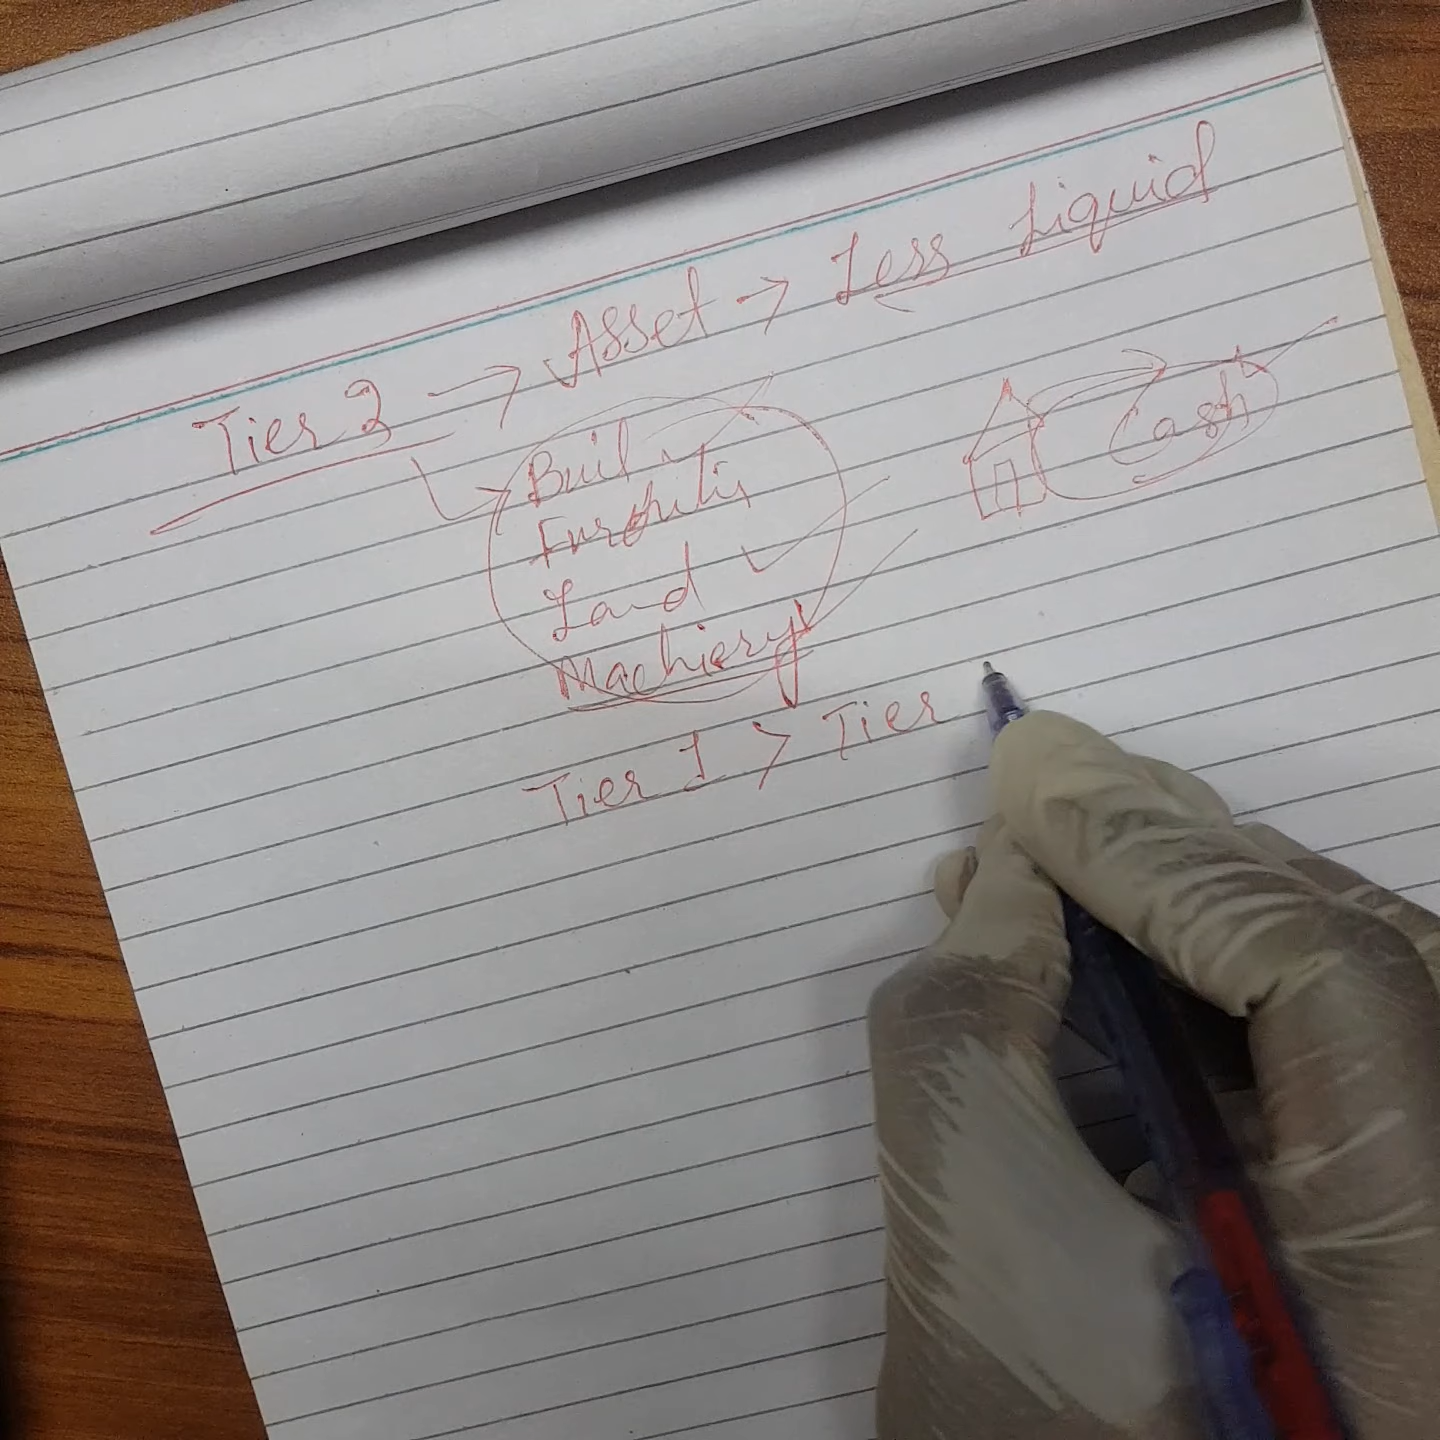 Tier 2 → Asset → Less Liquid
Buil
Cash
Land
Machiery
Tier 1 > Tier